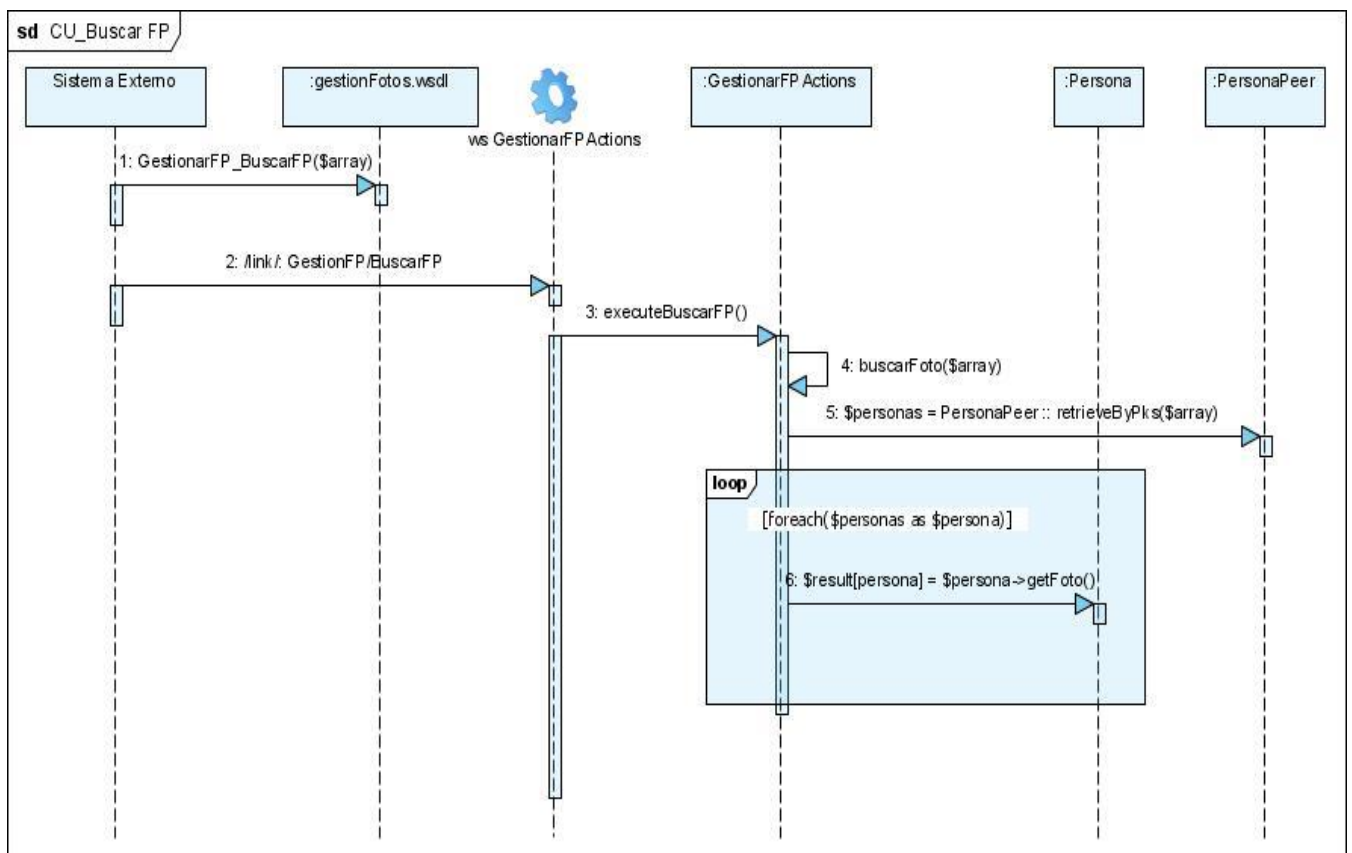 sd CU_Buscar FP
Sistema Externo
:gestionFotos.wsdl
ws GestionarFPActions
:GestionarFP Actions
:Persona
:PersonaPeer
1: GestionarFP_BuscarFP($array)
2: /link/: GestionFP/BuscarFP
3: executeBuscarFP()
4: buscarFoto($array)
5: $personas = PersonaPeer :: retrieveByPks($array)
loop
[foreach($personas as $persona)]
6: $result[persona] = $persona->getFoto()